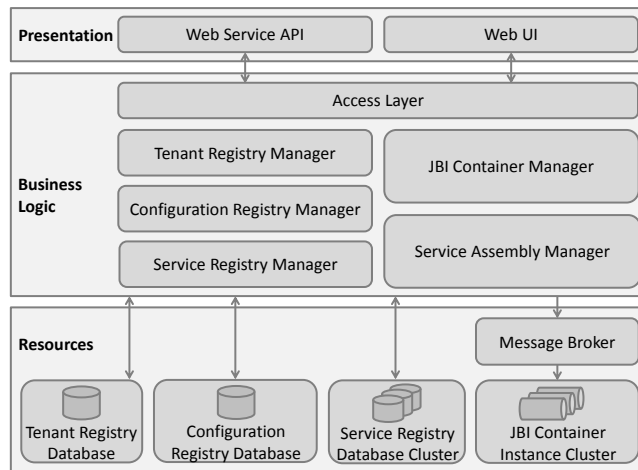 Presentation
Web Service API
Web UI
Business
Logic
Access Layer
Tenant Registry Manager
JBI Container Manager
Configuration Registry Manager
Service Registry Manager
Service Assembly Manager
Resources
Message Broker
Tenant Registry
Database
Configuration
Registry Database
Service Registry
Database Cluster
JBI Container
Instance Cluster